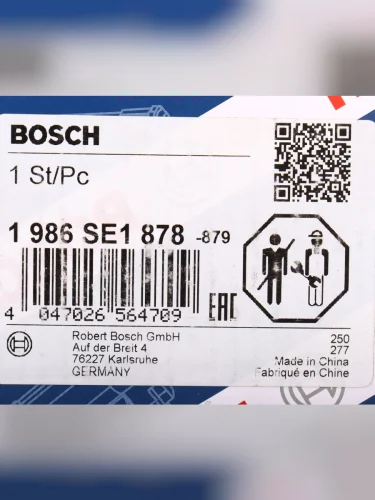 BOSCH
1 St/Pc
1 986 SE1 878 -879
4 047026 564709
EAC
Robert Bosch GmbH
Auf der Breit 4
76227 Karlsruhe
GERMANY
250
277
Made in China
Fabriqué en Chine